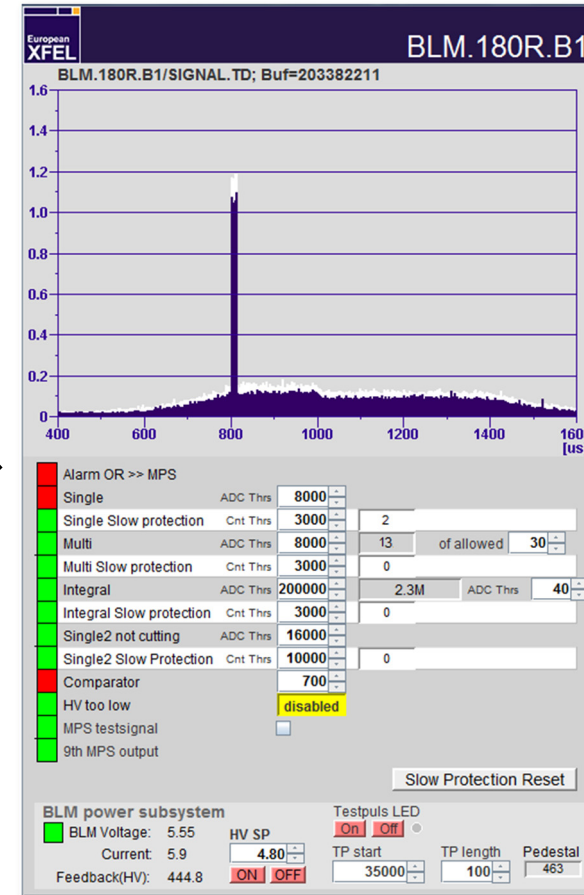 European
XFEL
BLM.180R.B1
BLM.180R.B1/SIGNAL.TD; Buf=203382211
1.6
1.4
1.2
1.0
0.8
0.6
0.4
0.2
0
400 600 800 1000 1200 1400 160
[us
Alarm OR >> MPS
Single ADC Thrs 8000
Single Slow protection Cnt Thrs 3000 2
Multi ADC Thrs 8000 13 of allowed 30
Multi Slow protection Cnt Thrs 3000 0
Integral ADC Thrs 200000 2.3M ADC Thrs 40
Integral Slow protection Cnt Thrs 3000 0
Single2 not cutting ADC Thrs 16000
Single2 Slow Protection Cnt Thrs 10000 0
Comparator 700
HV too low disabled
MPS testsignal
9th MPS output
Slow Protection Reset
BLM power subsystem Testpuls LED
BLM Voltage: 5.55 HV SP On Off
Current: 5.9 4.80 TP start TP length Pedestal
Feedback(HV): 444.8 ON OFF 35000 100 463